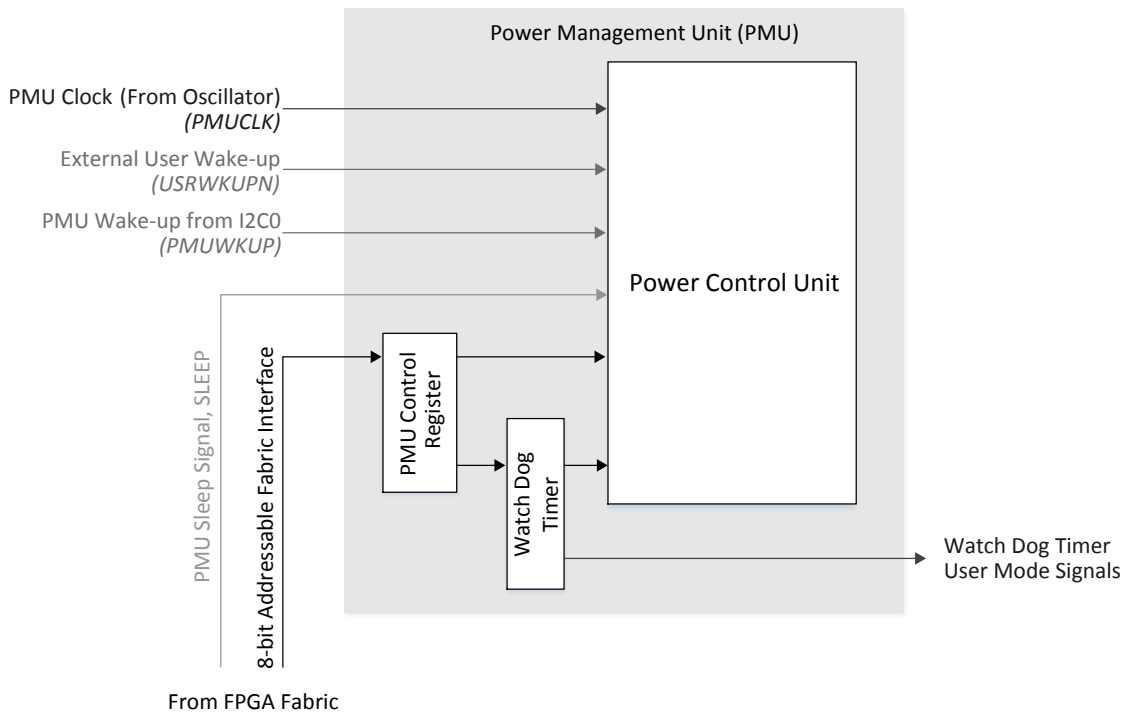 Power Management Unit (PMU)
PMU Clock (From Oscillator)
(PMUCLK)
External User Wake-up
(USRWKUPN)
PMU Wake-up from I2C0
(PMUWKUP)
Power Control Unit
PMU Sleep Signal, SLEEP
8-bit Addressable Fabric Interface
PMU Control
Register
Watch Dog
Timer
Watch Dog Timer
User Mode Signals
From FPGA Fabric